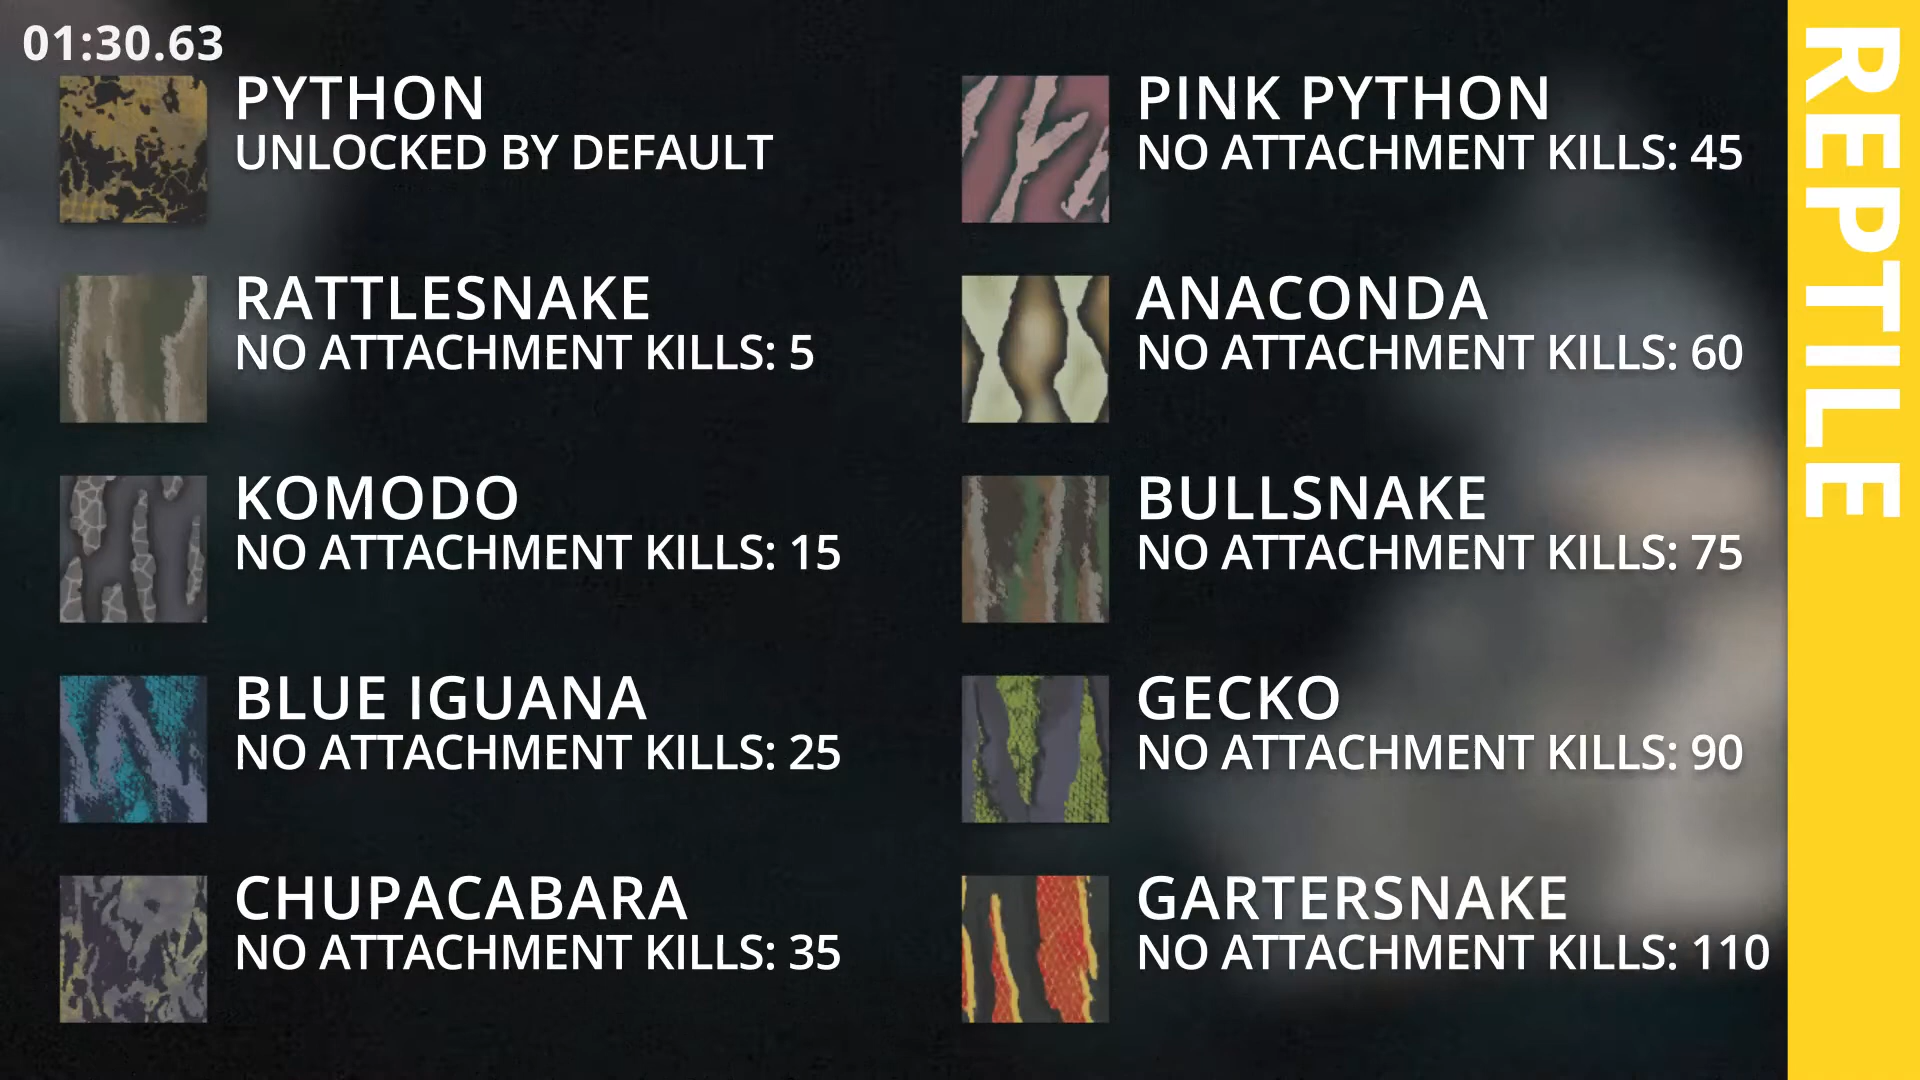 01:30.63
PYTHON
UNLOCKED BY DEFAULT
RATTLESNAKE
NO ATTACHMENT KILLS: 5
KOMODO
NO ATTACHMENT KILLS: 15
BLUE IGUANA
NO ATTACHMENT KILLS: 25
CHUPACABARA
NO ATTACHMENT KILLS: 35
PINK PYTHON
NO ATTACHMENT KILLS: 45
ANACONDA
NO ATTACHMENT KILLS: 60
BULLSNAKE
NO ATTACHMENT KILLS: 75
GECKO
NO ATTACHMENT KILLS: 90
GARTERSNAKE
NO ATTACHMENT KILLS: 110
REPTILE